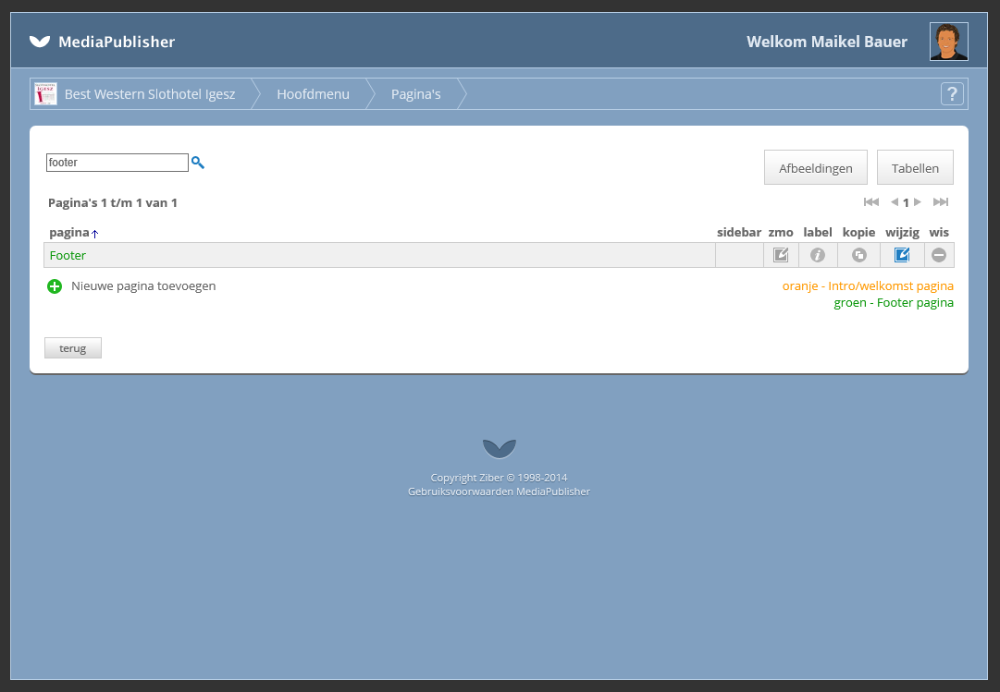 MediaPublisher
Welkom Maikel Bauer
Best Western Slothotel Igesz
Hoofdmenu
Pagina's
?
footer
Afbeeldingen
Tabellen
Pagina's 1 t/m 1 van 1
1
pagina sidebar zmo label kopie wijzig wis
Footer
Nieuwe pagina toevoegen
oranje - Intro/welkomst pagina
groen - Footer pagina
terug
Copyright Ziber © 1998-2014
Gebruiksvoorwaarden MediaPublisher